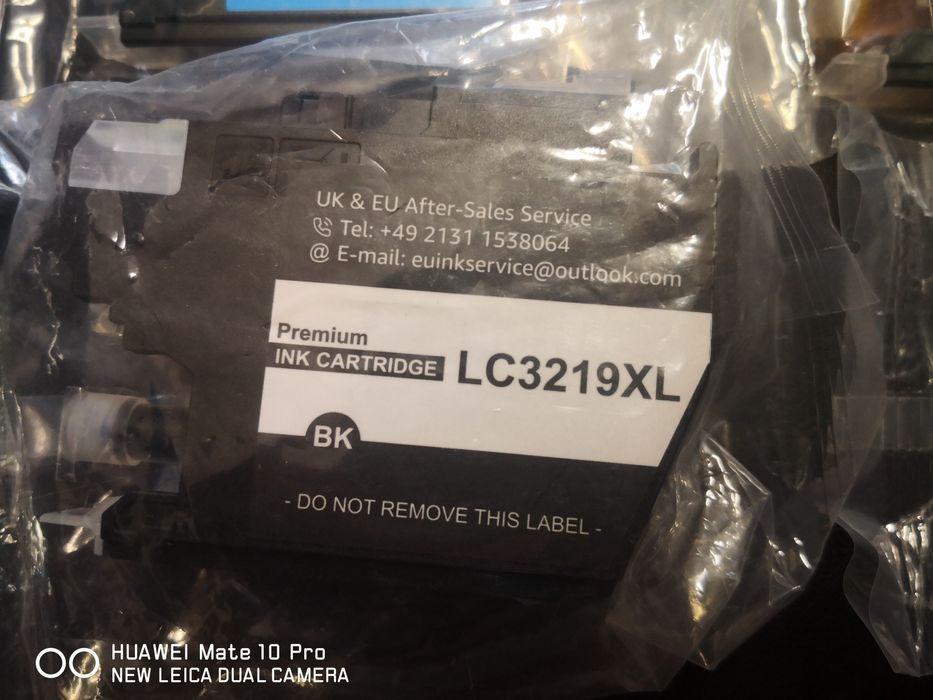 UK & EU After-Sales Service
Tel: +49 2131 1538064
@ E-mail: euinkservice@outlook.com
Premium
INK CARTRIDGE LC3219XL
BK
- DO NOT REMOVE THIS LABEL -
HUAWEI Mate 10 Pro
NEW LEICA DUAL CAMERA